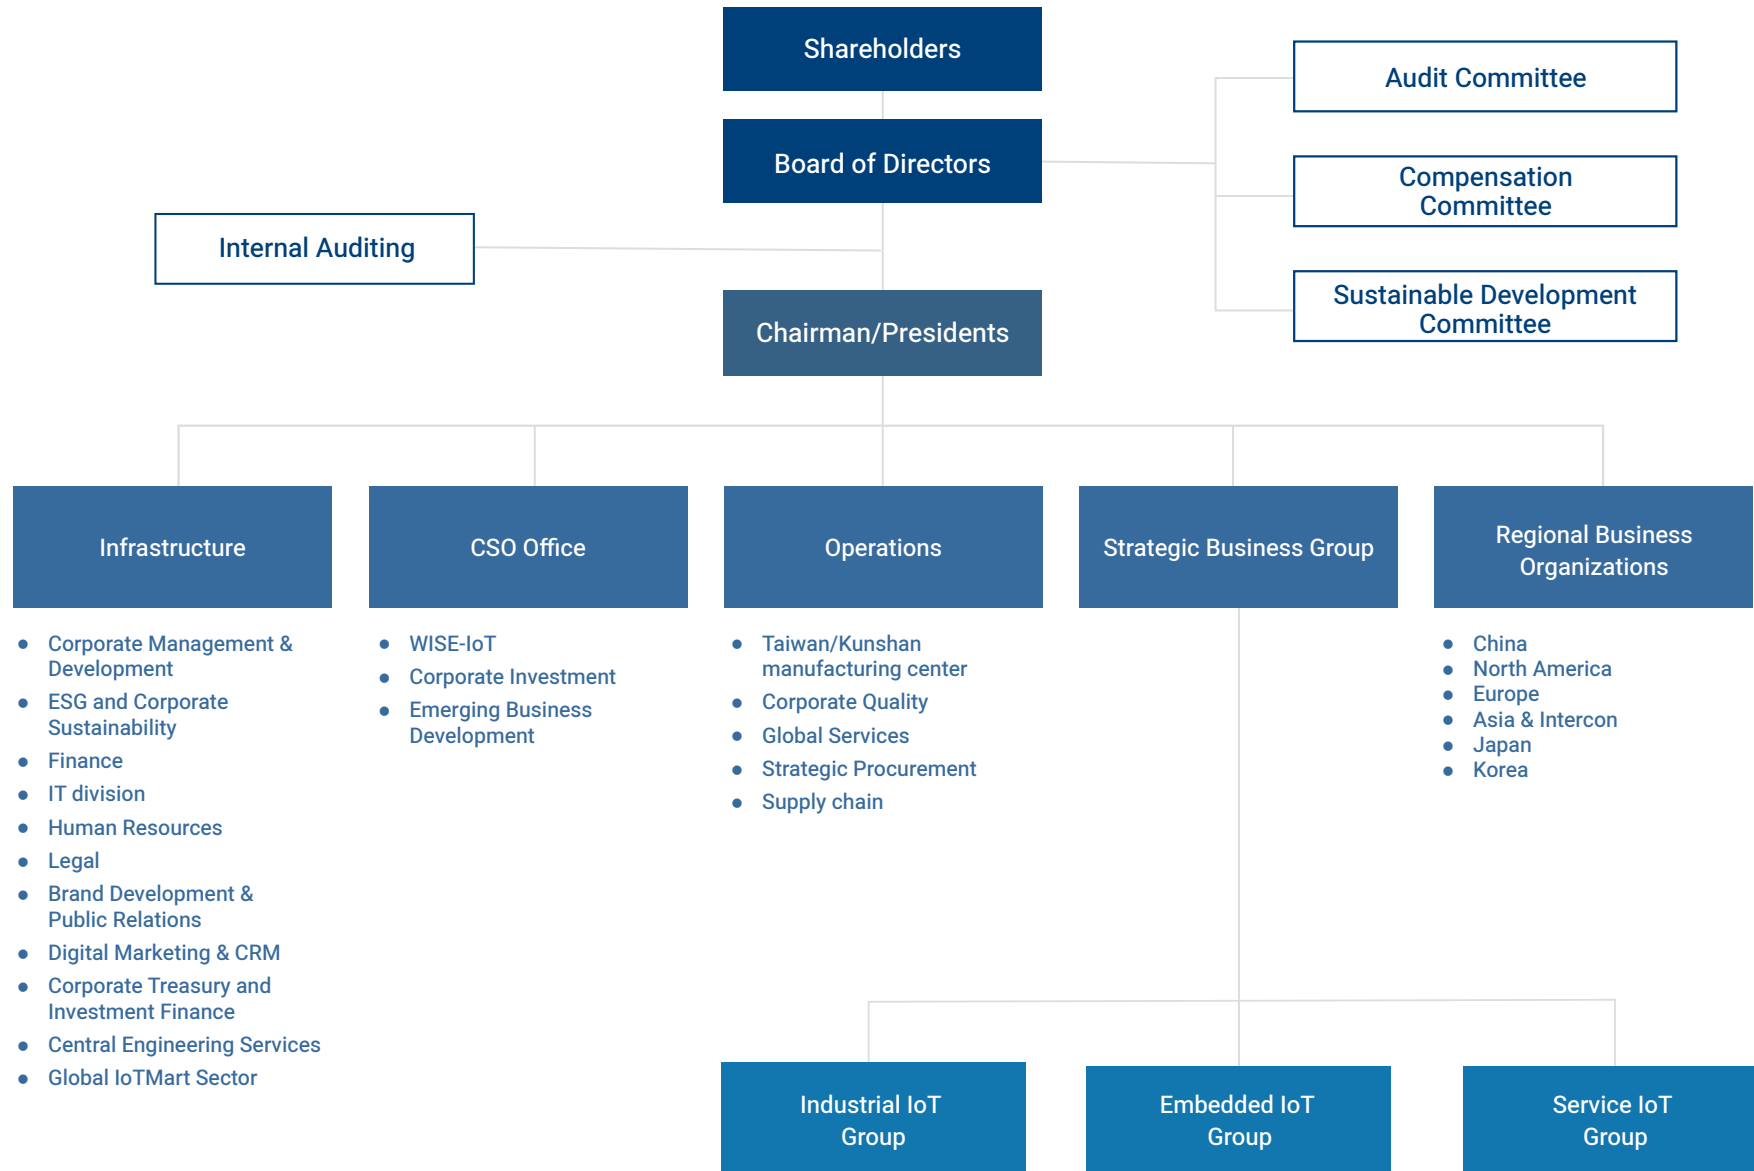 Shareholders
Board of Directors
Audit Committee
Compensation
Committee
Sustainable Development
Committee
Internal Auditing
Chairman/Presidents
Infrastructure
Corporate Management &
Development
ESG and Corporate
Sustainability
Finance
IT division
Human Resources
Legal
Brand Development &
Public Relations
Digital Marketing & CRM
Corporate Treasury and
Investment Finance
Central Engineering Services
Global IoTMart Sector
CSO Office
WISE-IoT
Corporate Investment
Emerging Business
Development
Operations
Taiwan/Kunshan
manufacturing center
Corporate Quality
Global Services
Strategic Procurement
Supply chain
Strategic Business Group
Regional Business
Organizations
China
North America
Europe
Asia & Intercon
Japan
Korea
Industrial IoT
Group
Embedded IoT
Group
Service IoT
Group